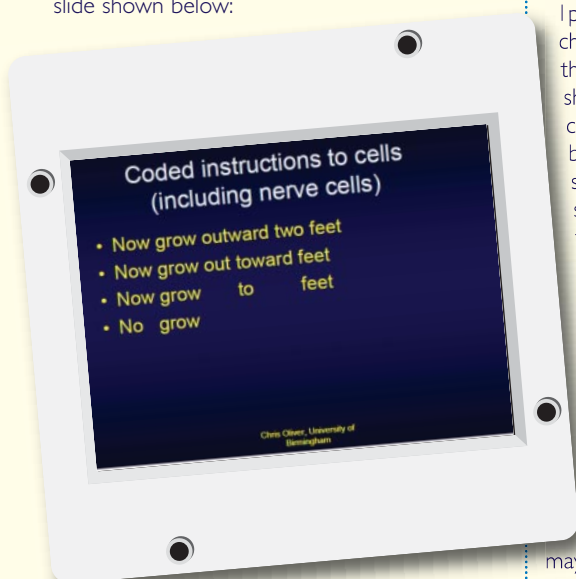 slide shown below:
Coded instructions to cells
(including nerve cells)
• Now grow outward two feet
• Now grow out toward feet
• Now grow to feet
• No grow
Chris Oliver, University of
Birmingham
may